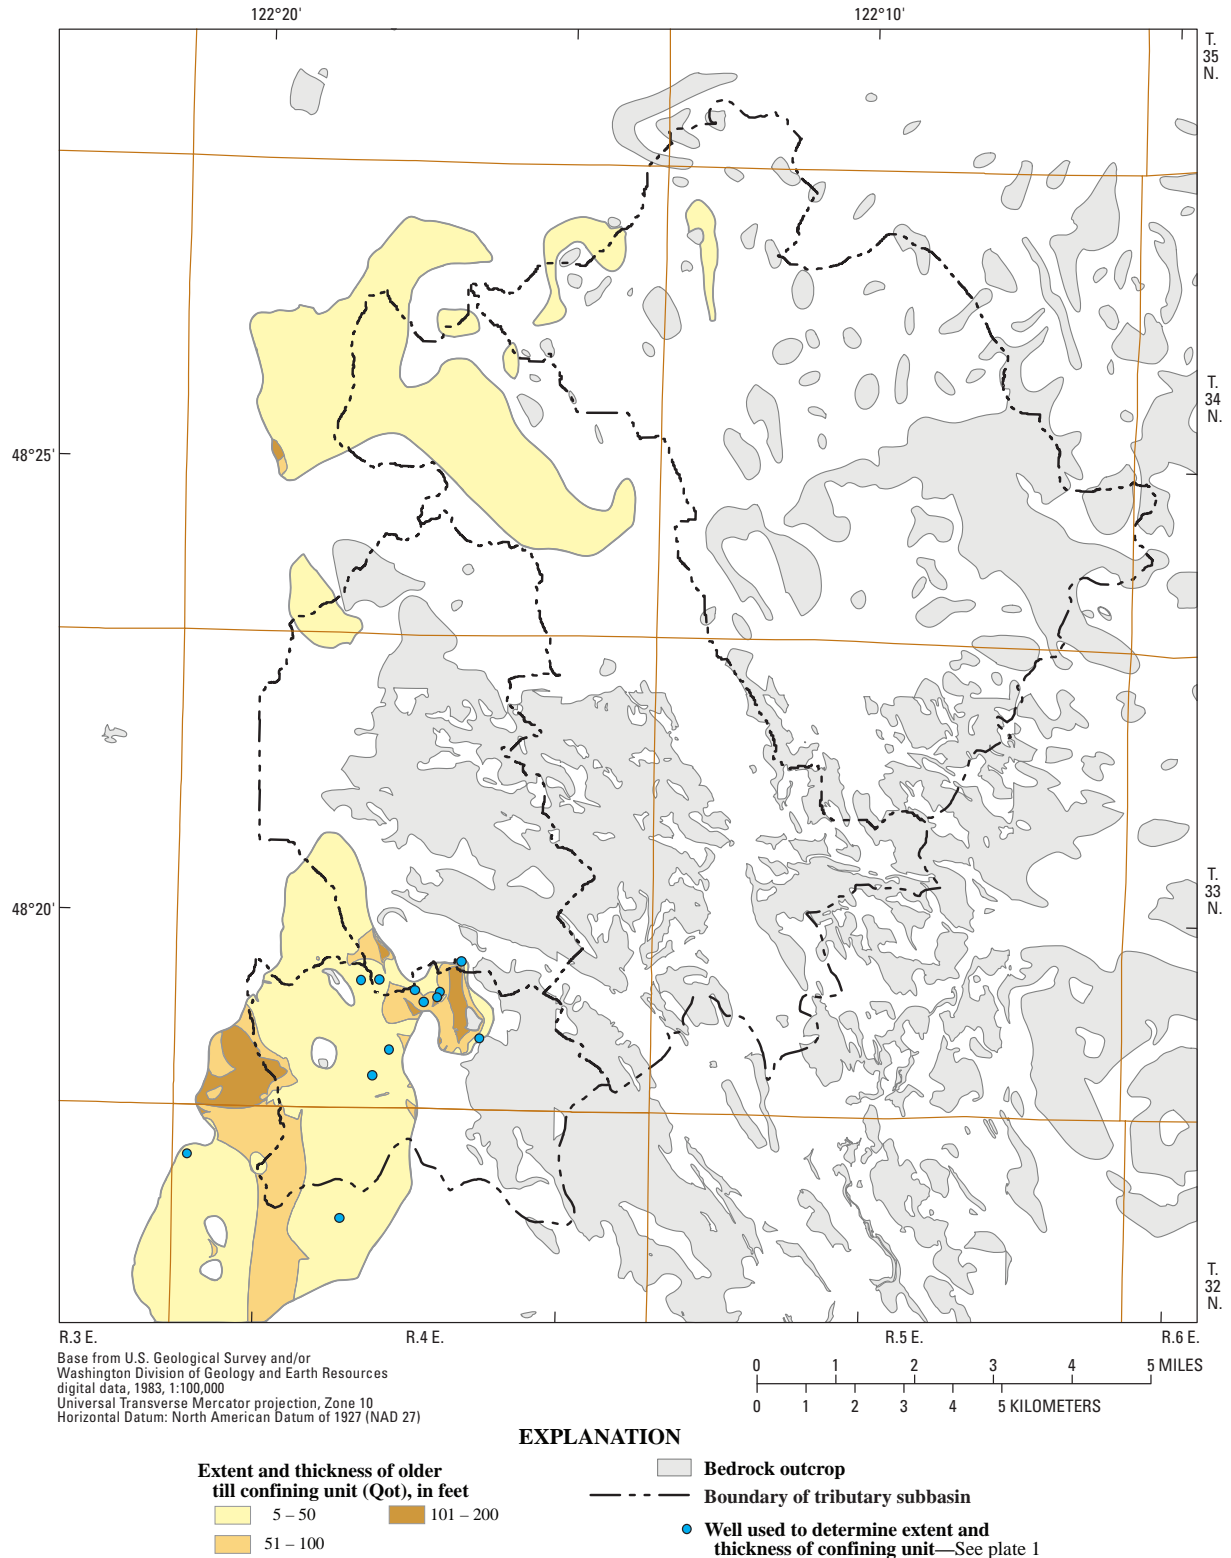 122°20'
122°10'
T.
35
N.
T.
34
N.
48°25'
T.
33
N.
48°20'
T.
32
N.
R.3 E.
R.4 E.
R.5 E.
R.6 E.
Base from U.S. Geological Survey and/or
Washington Division of Geology and Earth Resources
digital data, 1983, 1:100,000
Universal Transverse Mercator projection, Zone 10
Horizontal Datum: North American Datum of 1927 (NAD 27)
0 1 2 3 4 5 MILES
0 1 2 3 4 5 KILOMETERS
EXPLANATION
Extent and thickness of older
till confining unit (Qot), in feet
5 – 50
101 – 200
51 – 100
Bedrock outcrop
Boundary of tributary subbasin
Well used to determine extent and
thickness of confining unit—See plate 1